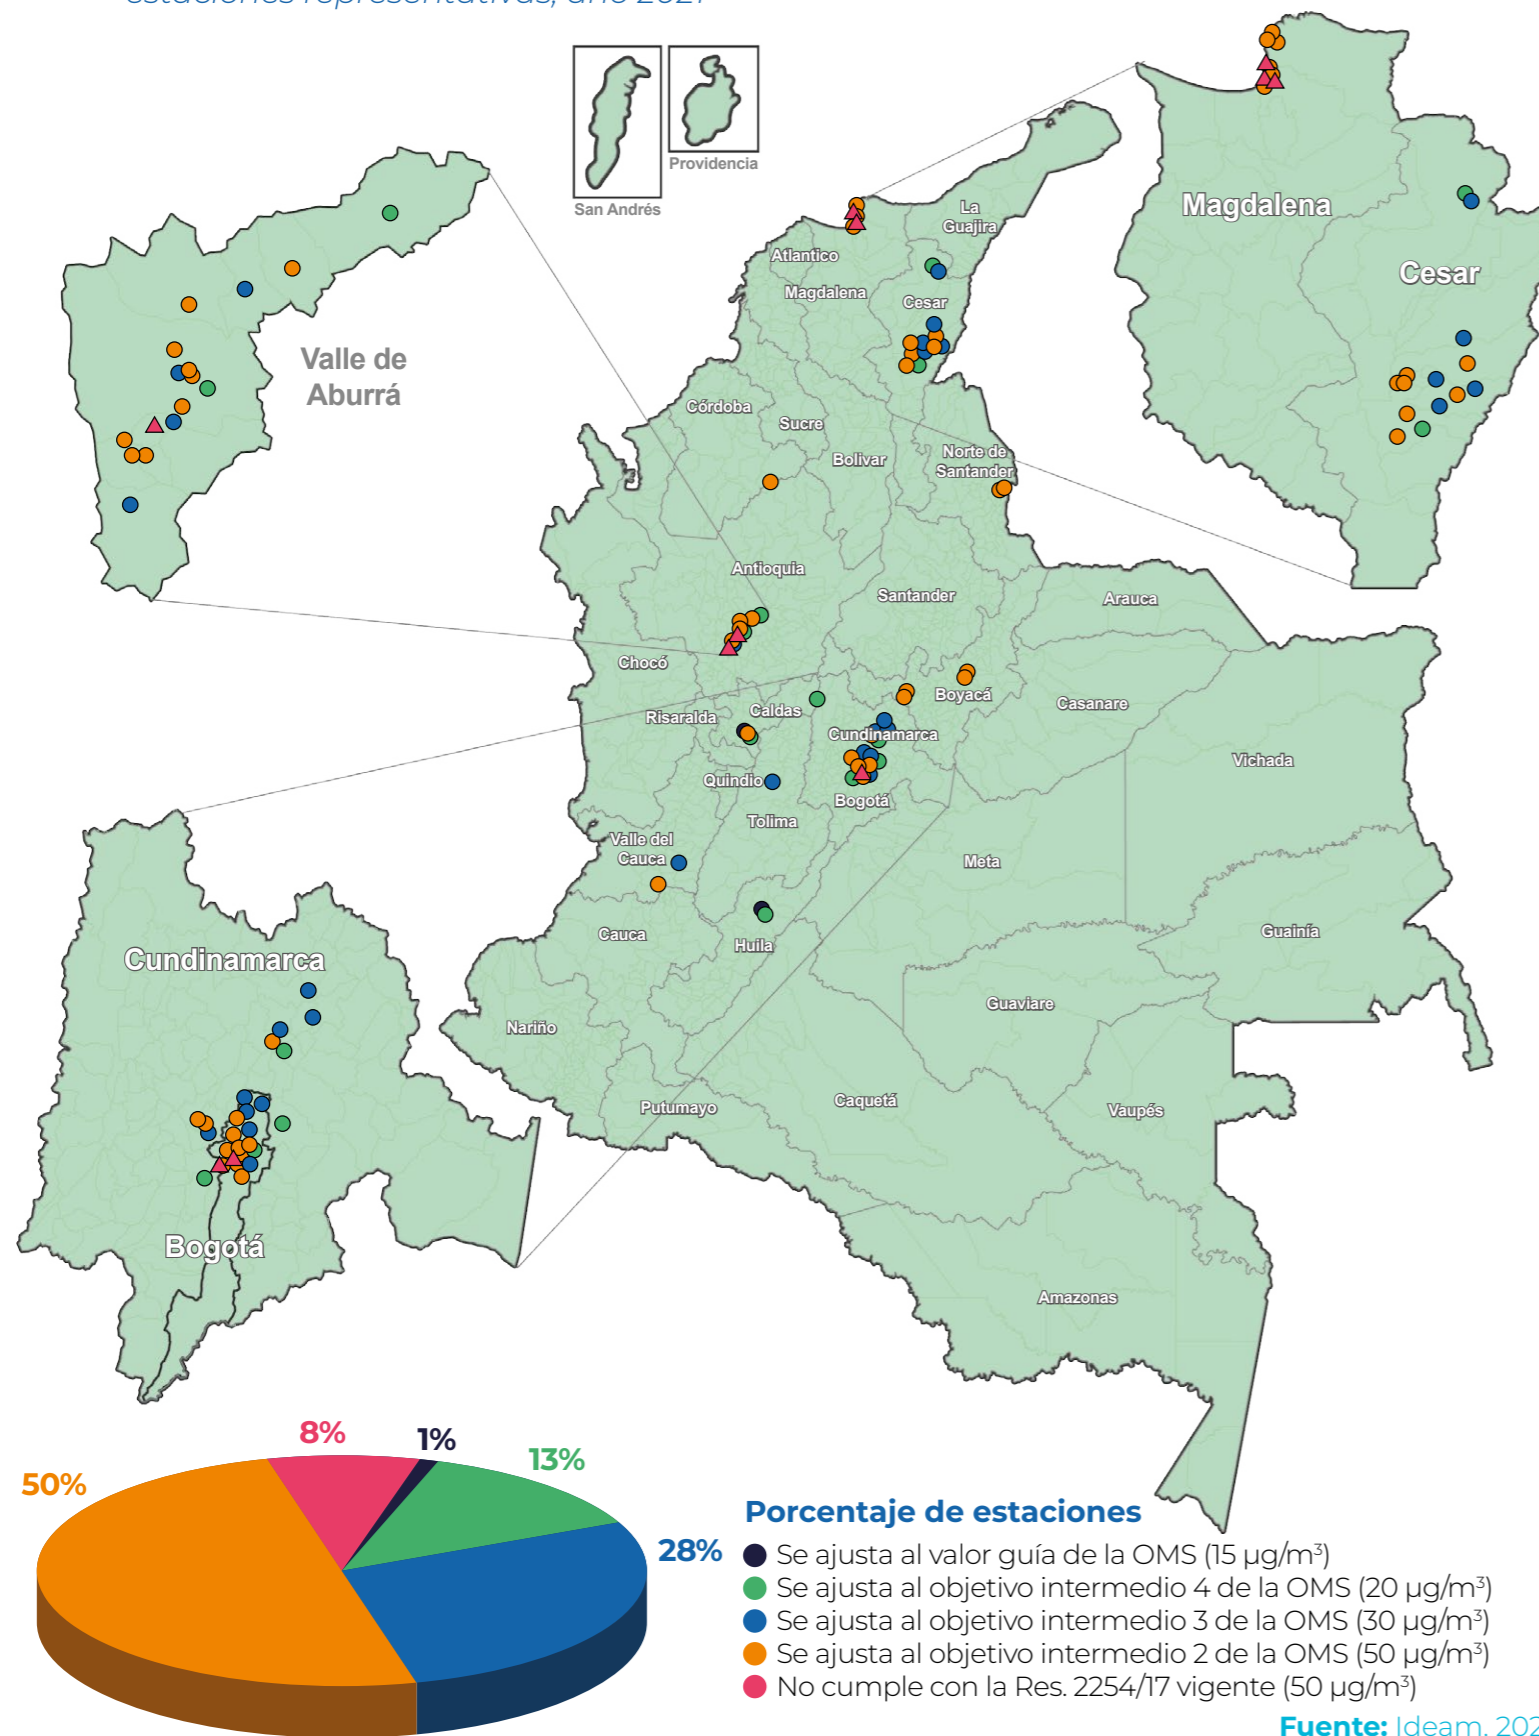 estaciones representativas, año 2021
San Andrés
Providencia
Valle de
Aburrá
Magdalena
Cesar
La
Guajira
Atlantico
Magdalena
Cesar
Córdoba
Sucre
Bolivar
Norte de
Santander
Antioquia
Santander
Arauca
Chocó
Boyacá
Casanare
Risaralda
Caldas
Cundinamarca
Vichada
Quindio
Bogotá
Tolima
Valle del
Cauca
Meta
Cauca
Huila
Guainía
Guaviare
Nariño
Putumayo
Caquetá
Vaupés
Amazonas
Cundinamarca
Bogotá
8%
1%
13%
50%
28%
Porcentaje de estaciones
Se ajusta al valor guía de la OMS (15 µg/m³)
Se ajusta al objetivo intermedio 4 de la OMS (20 µg/m³)
Se ajusta al objetivo intermedio 3 de la OMS (30 µg/m³)
Se ajusta al objetivo intermedio 2 de la OMS (50 µg/m³)
No cumple con la Res. 2254/17 vigente (50 µg/m³)
Fuente: Ideam, 202